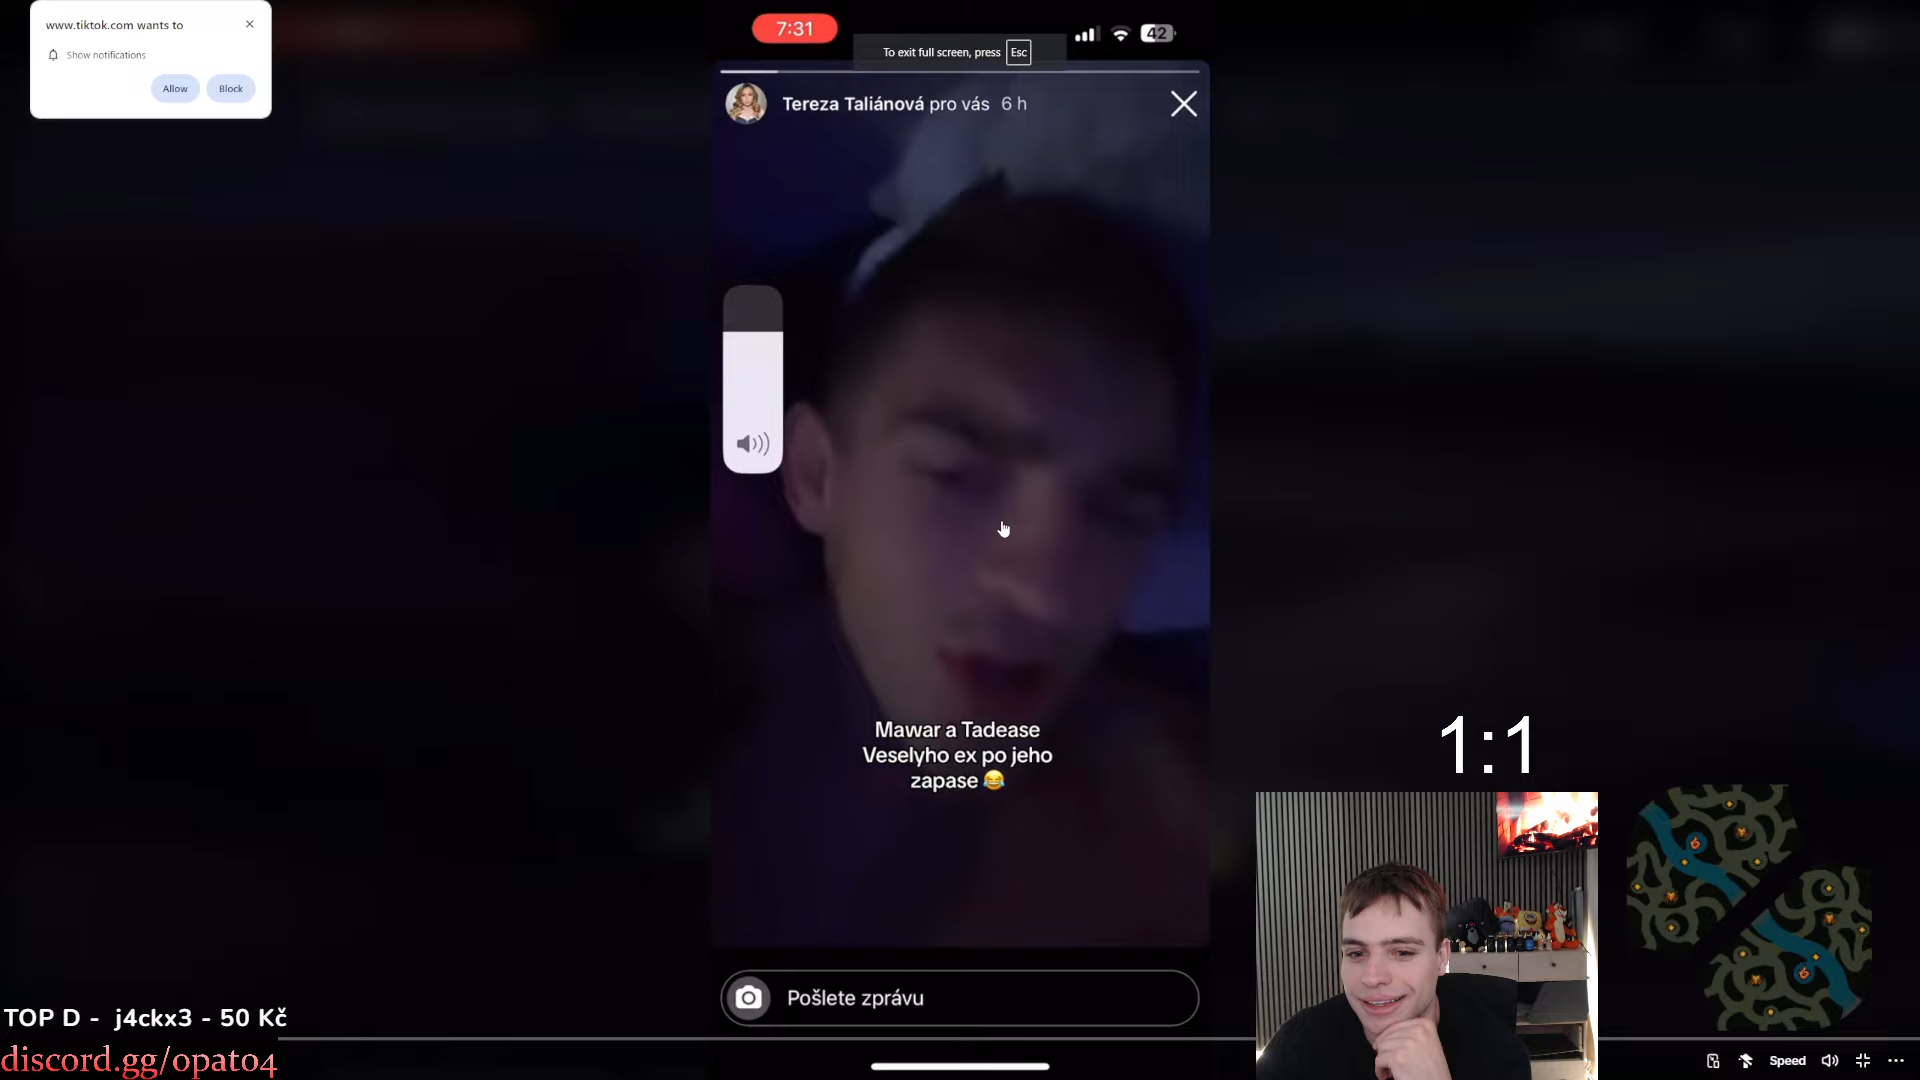 www.tiktok.com wants to
Show notifications
Allow
Block
7:31
42
To exit full screen, press Esc
Tereza Taliánová pro vás 6 h
Mawar a Tadease
Veselyho ex po jeho
zapase 😂
1:1
Pošlete zprávu
TOP D - j4ckx3 - 50 Kč
discord.gg/opato4
Speed